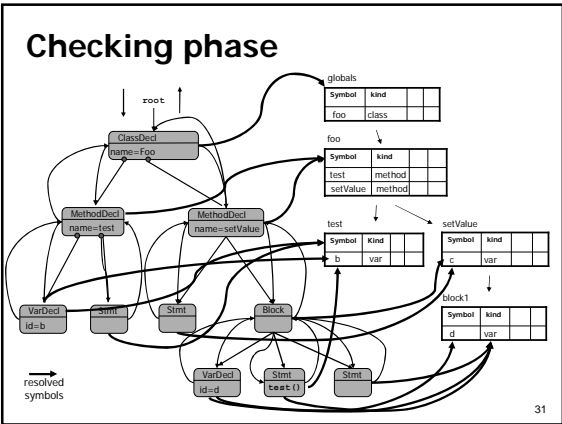 Checking phase
globals
Symbol kind
foo class
root
ClassDecl
name=Foo
foo
Symbol kind
test method
setValue method
MethodDecl
name=test
MethodDecl
name=setValue
test
Symbol Kind
b var
setValue
Symbol kind
c var
block1
Symbol kind
d var
VarDecl
id=b
Stmt
Stmt
Block
VarDecl
id=d
Stmt
test()
Stmt
resolved
symbols
31